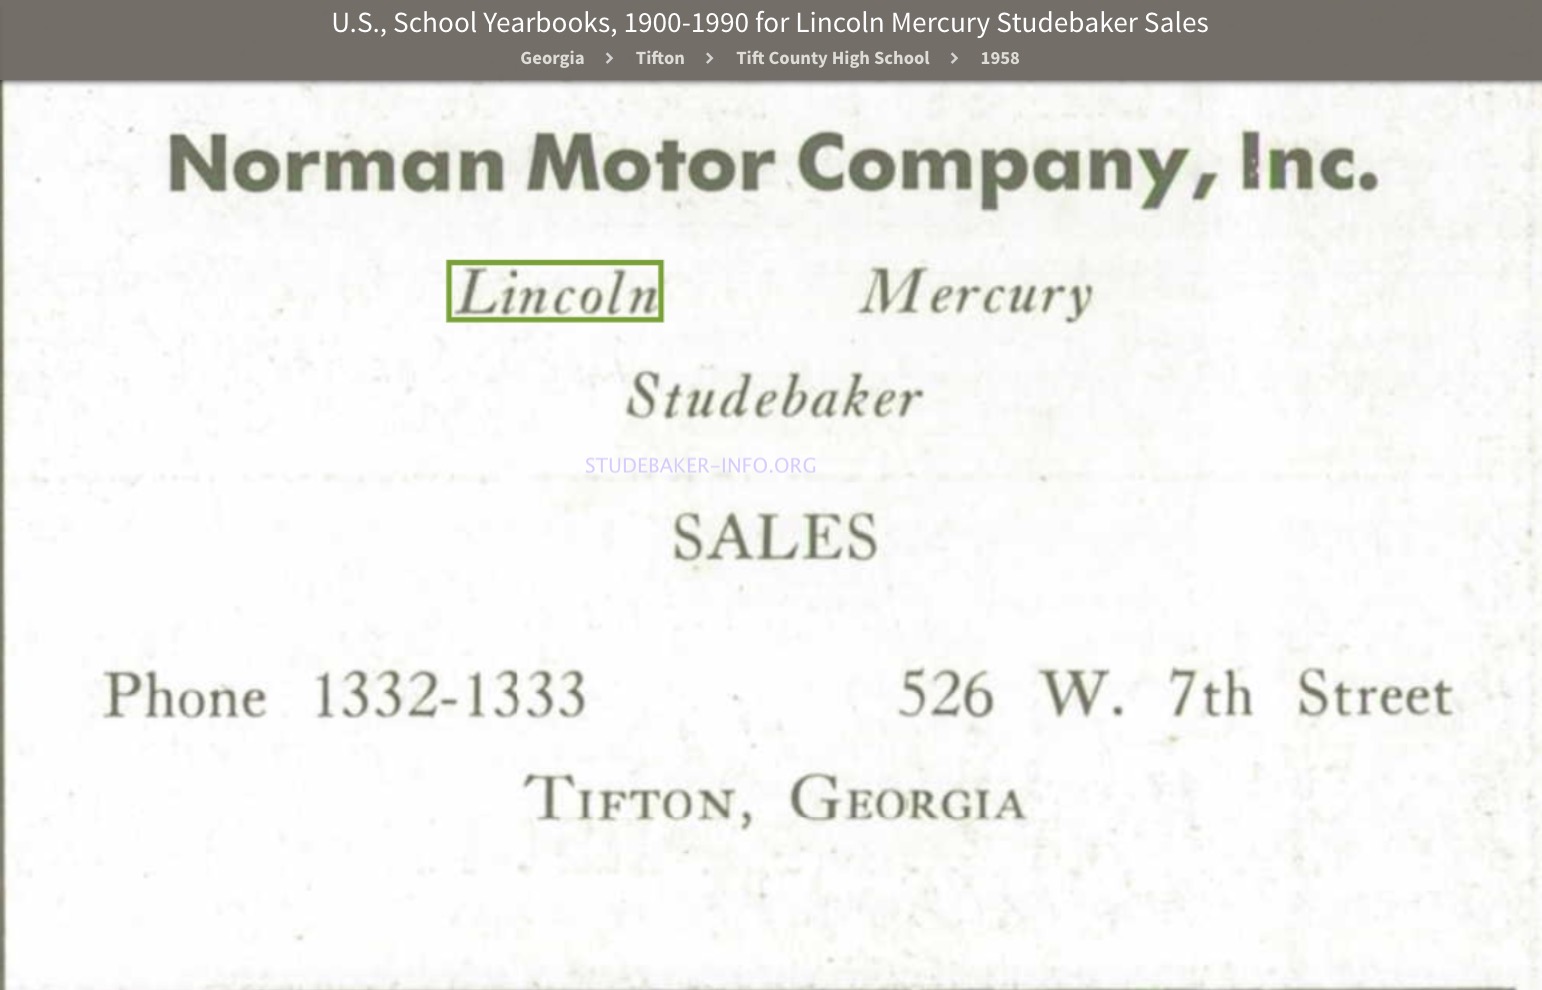 U.S., School Yearbooks, 1900-1990 for Lincoln Mercury Studebaker Sales
Georgia > Tifton > Tift County High School > 1958
Norman Motor Company, Inc.
Lincoln Mercury
Studebaker
STUDEBAKER-INFO.ORG
SALES
Phone 1332-1333 526 W. 7th Street
TIFTON, GEORGIA